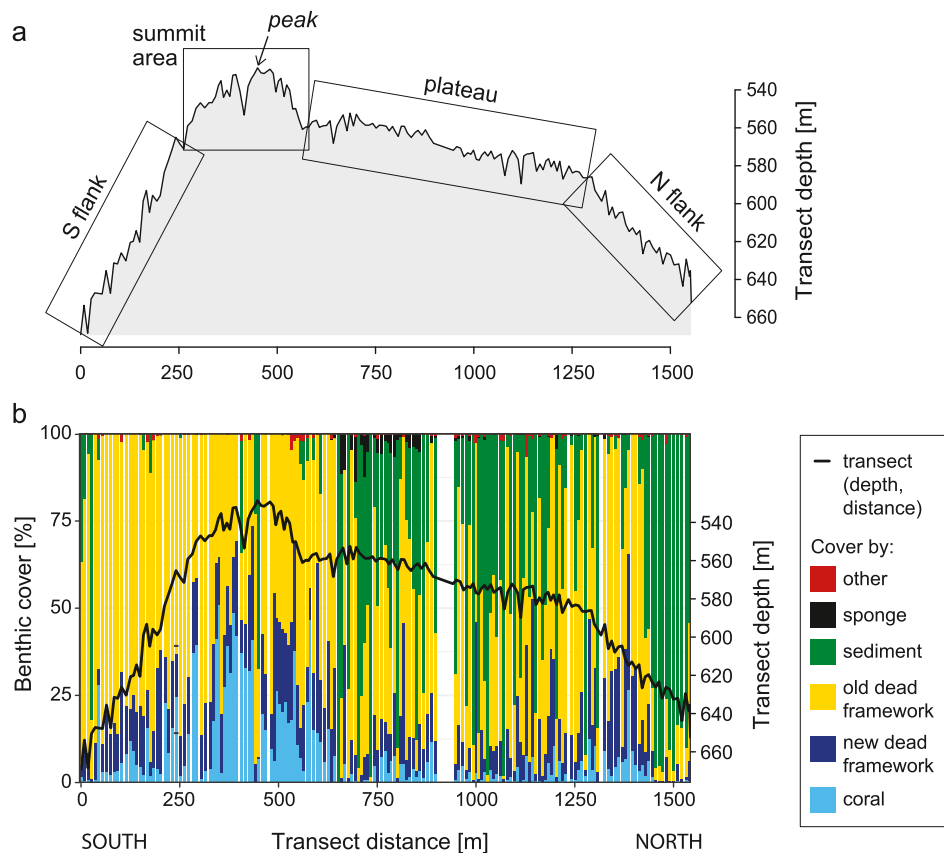 a
peak
summit
area
plateau
S flank
N flank
540
560
580
600
620
640
660
Transect depth [m]
0 250 500 750 1000 1250 1500
b
100
75
50
25
0
Benthic cover [%]
540
560
580
600
620
640
660
Transect depth [m]
0 250 500 750 1000 1250 1500
SOUTH Transect distance [m] NORTH
transect
(depth,
distance)
Cover by:
other
sponge
sediment
old dead
framework
new dead
framework
coral